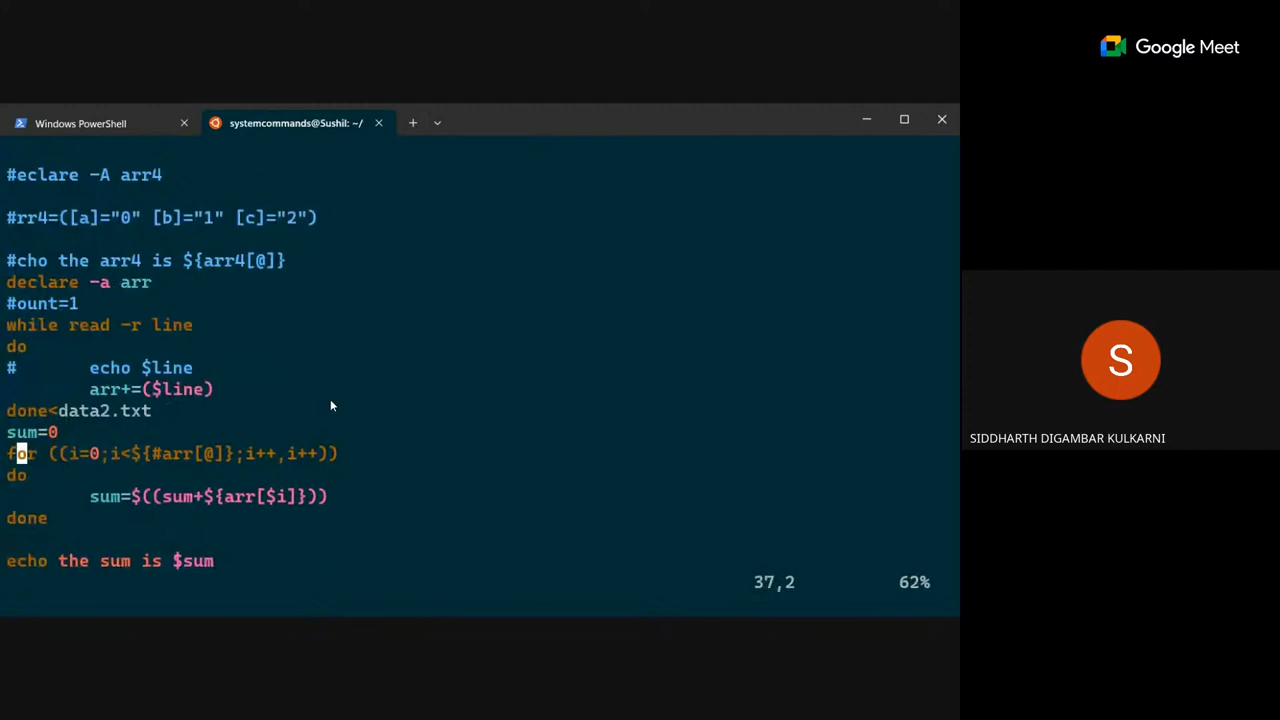 Google Meet
Windows PowerShell
systemcommands@Sushil: ~/
#eclare -A arr4
#rr4=([a]="0" [b]="1" [c]="2")
#cho the arr4 is ${arr4[@]}
declare -a arr
#ount=1
while read -r line
do
#        echo $line
        arr+=($line)
done<data2.txt
sum=0
for ((i=0;i<${#arr[@]};i++,i++))
do
        sum=$((sum+${arr[$i]}))
done
echo the sum is $sum
37,2 62%
S
SIDDHARTH DIGAMBAR KULKARNI